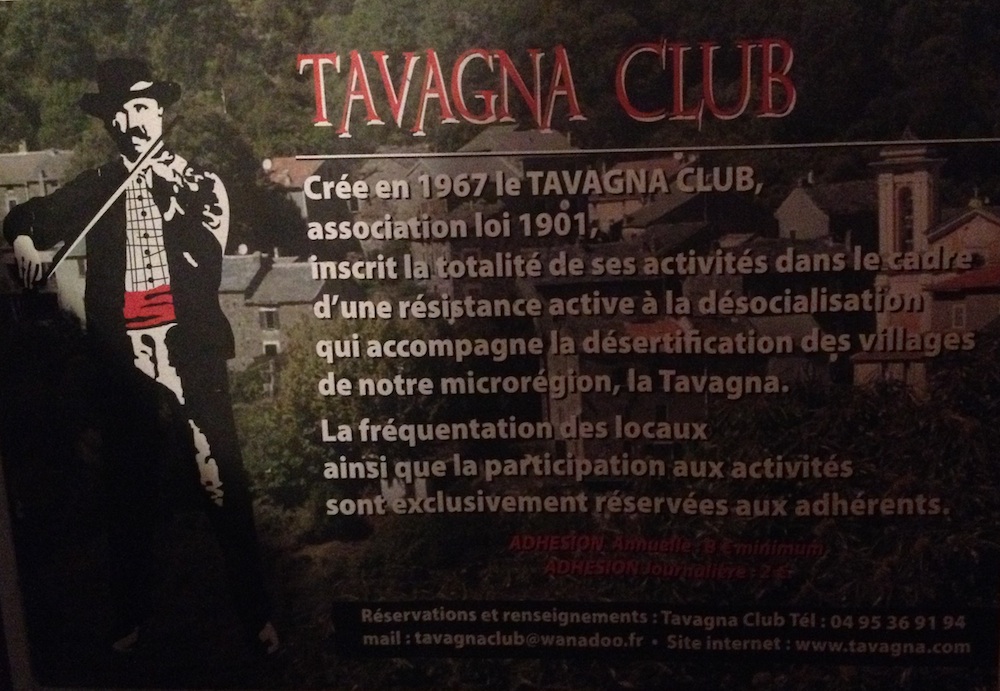 TAVAGNA CLUB
Crée en 1967 le TAVAGNA CLUB,
association loi 1901,
inscrit la totalité de ses activités dans le cadre
d'une résistance active à la désocialisation
qui accompagne la désertification des villages
de notre microrégion, la Tavagna.
La fréquentation des locaux
ainsi que la participation aux activités
sont exclusivement réservées aux adhérents.
ADHESION Annuelle : 8 € minimum
ADHESION Journalière : 2 €
Réservations et renseignements : Tavagna Club Tél : 04 95 36 91 94
mail : tavagnaclub@wanadoo.fr • Site internet : www.tavagna.com